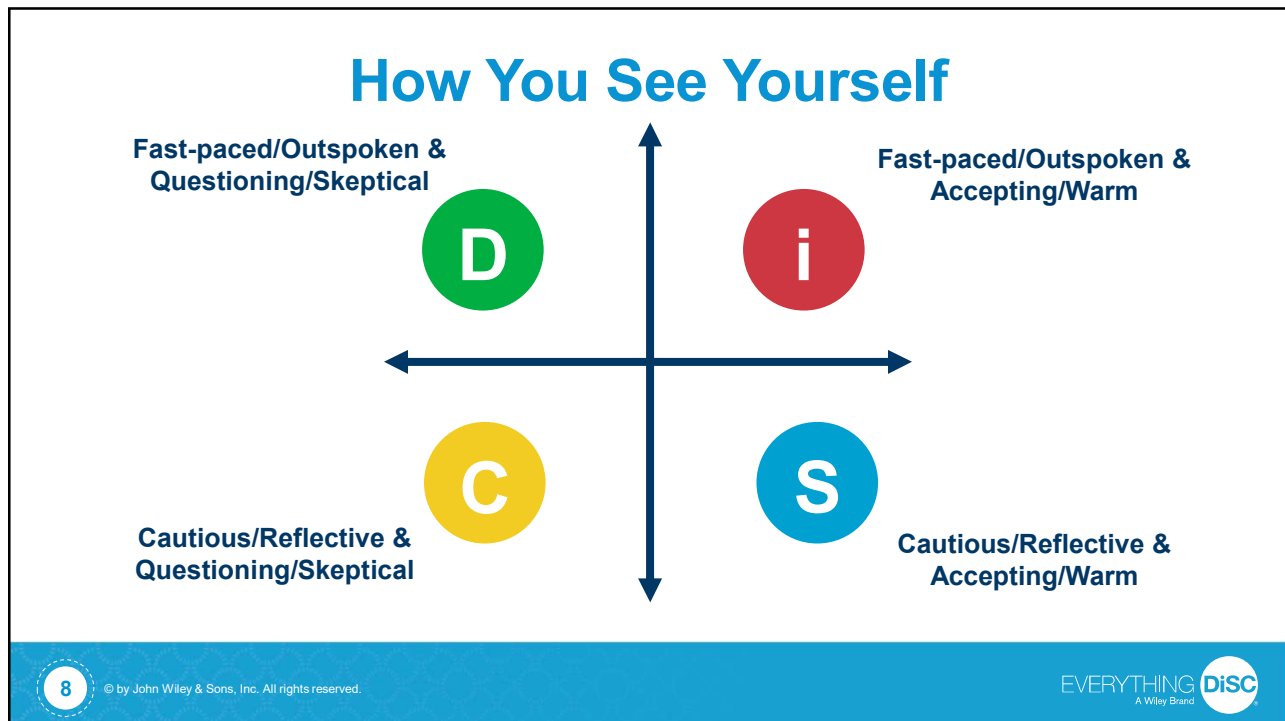 How You See Yourself
Fast-paced/Outspoken &
Questioning/Skeptical
Fast-paced/Outspoken &
Accepting/Warm
D
i
C
S
Cautious/Reflective &
Questioning/Skeptical
Cautious/Reflective &
Accepting/Warm
8
© by John Wiley & Sons, Inc. All rights reserved.
EVERYTHING DiSC®
A Wiley Brand